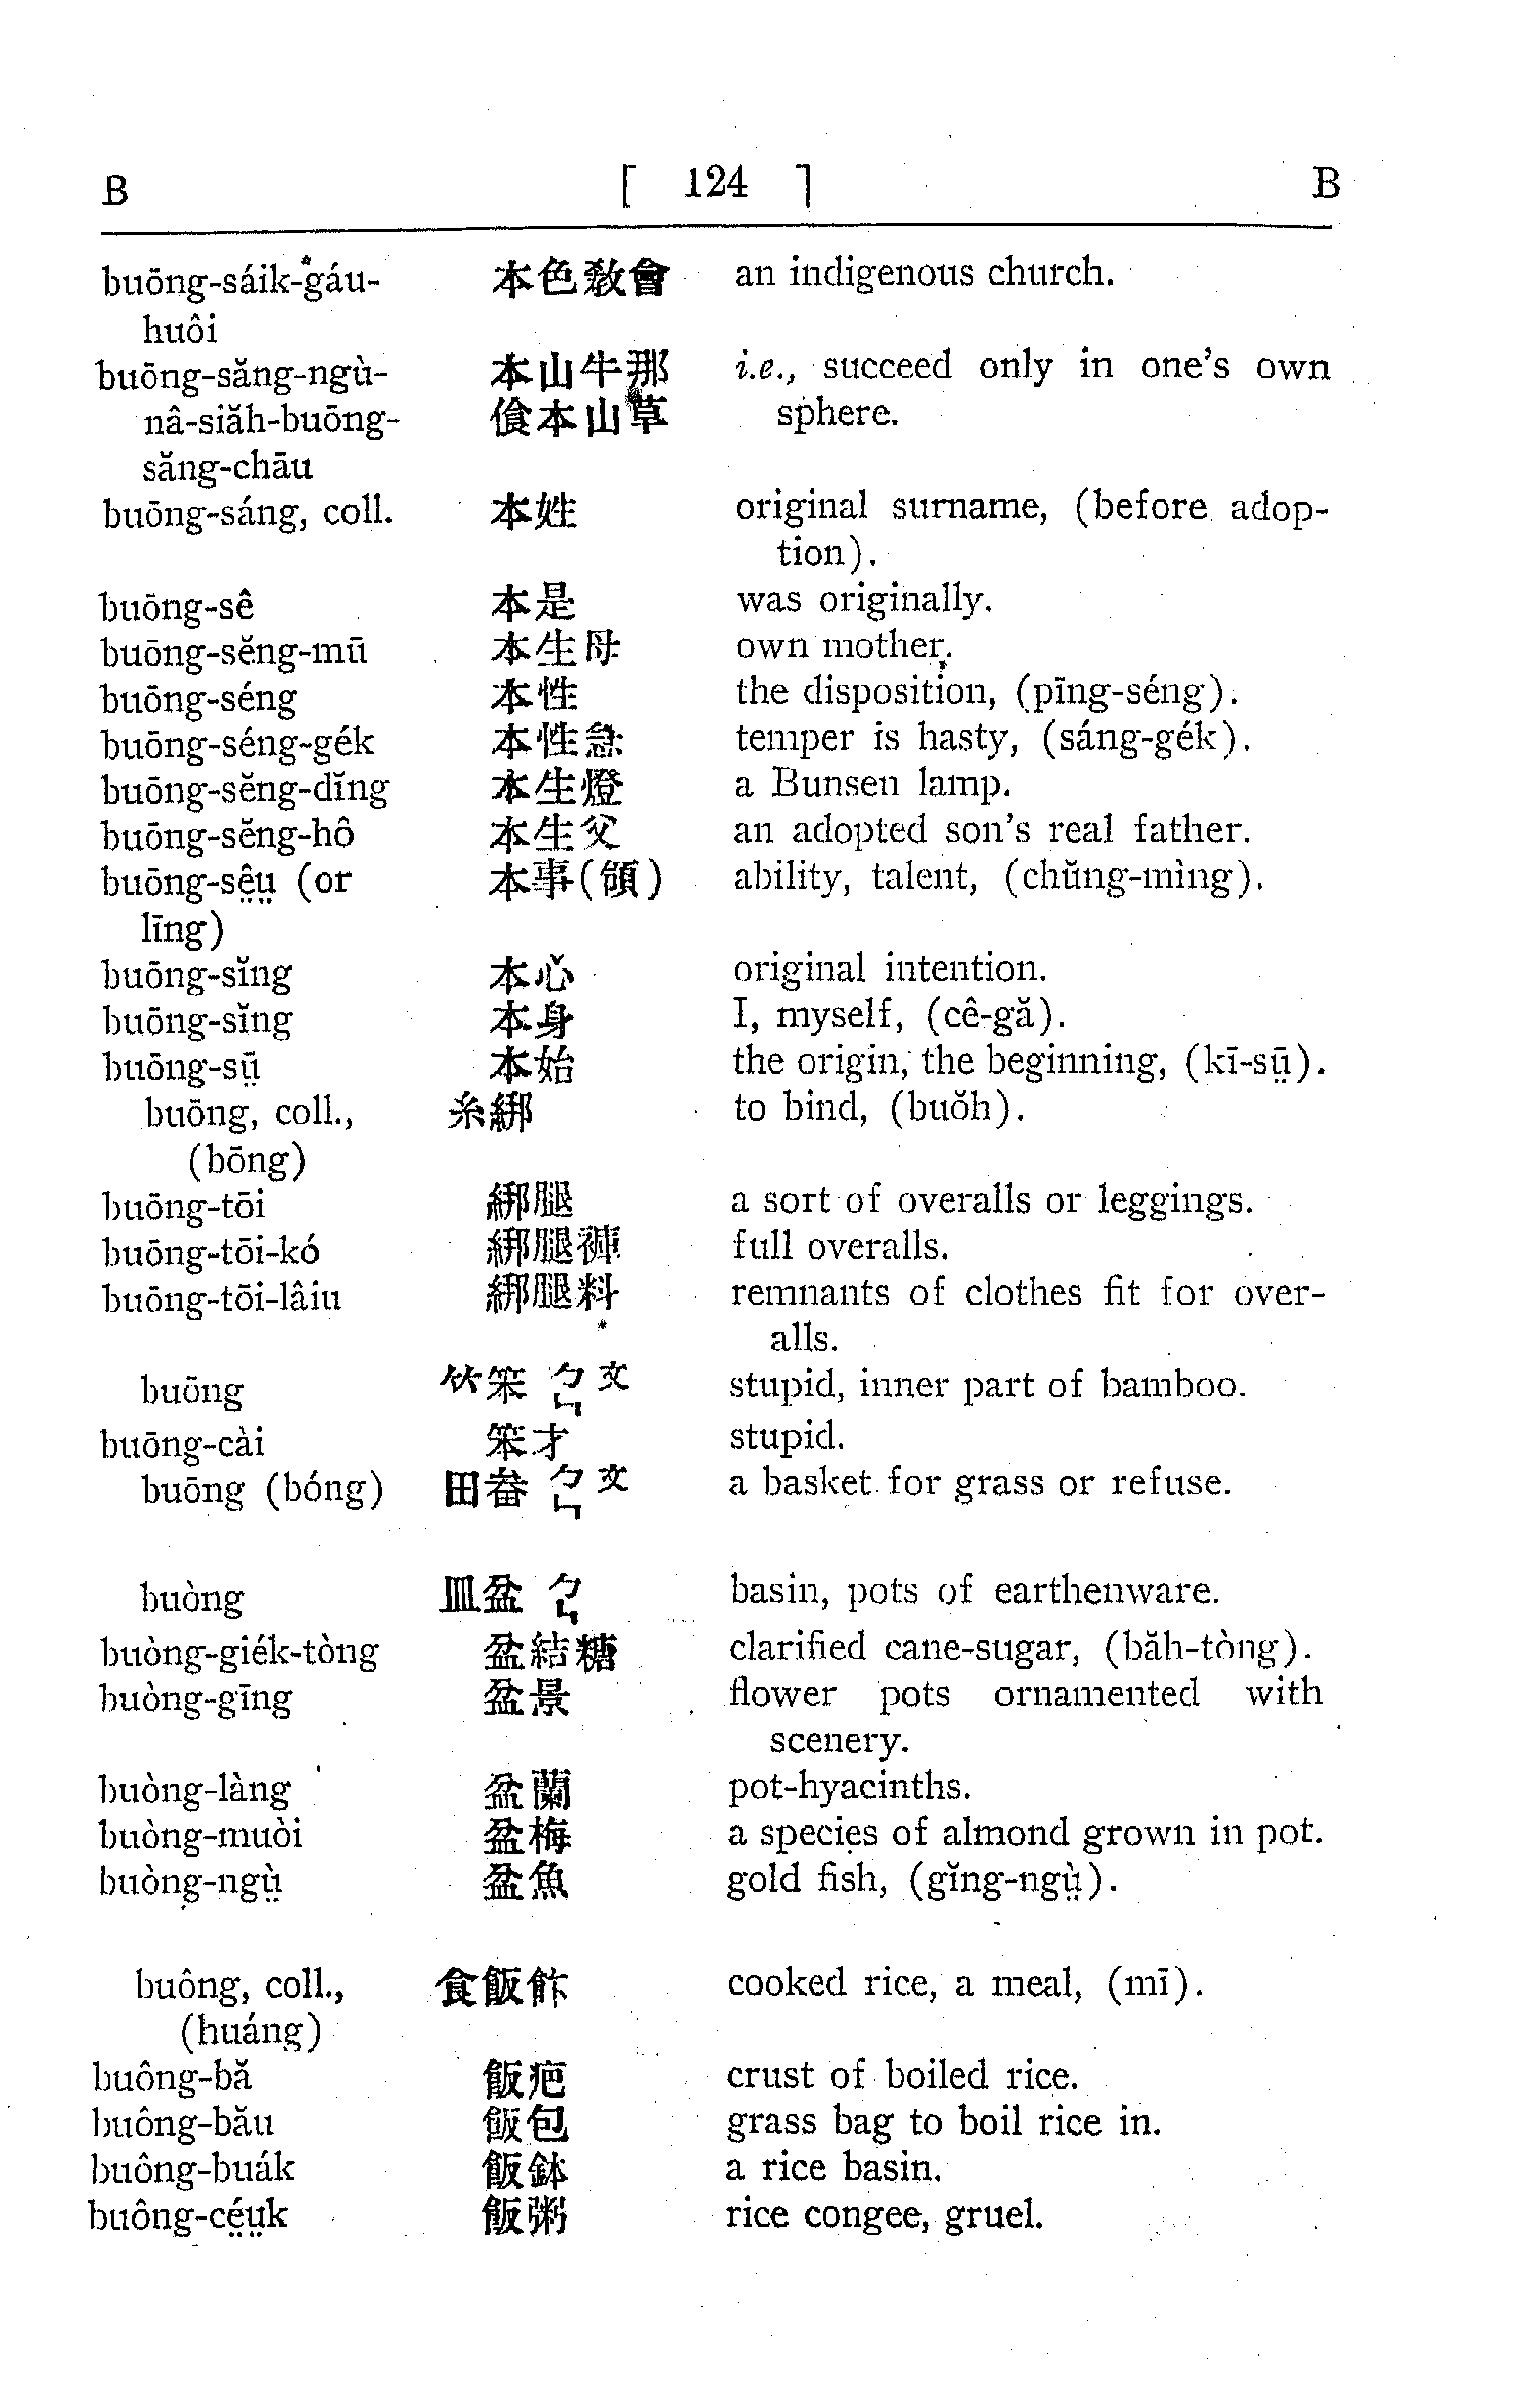 B [ 124 ] B
buōng-sáik-gáu- 本色敎會 an indigenous church.
huôi
buōng-săng-ngù- 本山牛那 i.e., succeed only in one's own
nâ-siăh-buōng- 飠本山草 sphere.
săng-chāu
buōng-sáng, coll. 本姓 original surname, (before adop-
tion).
buōng-sê 本是 was originally.
buōng-sĕng-mū 本生母 own mother.
buōng-séng 本性 the disposition, (pīng-séng).
buōng-séng-gék 本性急 temper is hasty, (sáng-gék).
buōng-sĕng-dĭng 本生燈 a Bunsen lamp.
buōng-sĕng-hô 本生父 an adopted son's real father.
buōng-sê̤ṳ (or 本事(領) ability, talent, (chŭng-mìng).
līng)
buōng-sĭng 本心 original intention.
buōng-sĭng 本身 I, myself, (cê-gă).
buōng-sṳ̄ 本始 the origin, the beginning, (kī-sṳ̄).
buōng, coll., 糸綁 to bind, (buŏh).
(bōng)
buōng-tōi 綁腿 a sort of overalls or leggings.
buōng-tōi-kó 綁腿褲 full overalls.
buōng-tōi-lâiu 綁腿料 remnants of clothes fit for over-
alls.
buōng 竹笨 ㄅㄣ 文 stupid, inner part of bamboo.
buōng-cài 笨才 stupid.
buōng (bóng) 田畚 ㄅㄣ 文 a basket for grass or refuse.
buòng 皿盆 ㄅㄣ basin, pots of earthenware.
buòng-giék-tòng 盆結糖 clarified cane-sugar, (băh-tòng).
buòng-gīng 盆景 flower pots ornamented with
scenery.
buòng-làng 盆蘭 pot-hyacinths.
buòng-muòi 盆梅 a species of almond grown in pot.
buòng-ngṳ̀ 盆魚 gold fish, (gĭng-ngṳ̀).
buông, coll., 食飯飰 cooked rice, a meal, (mī).
(huáng)
buông-bă 飯疤 crust of boiled rice.
buông-bău 飯包 grass bag to boil rice in.
buông-buák 飯鉢 a rice basin.
buông-cé̤ṳk 飯粥 rice congee, gruel.